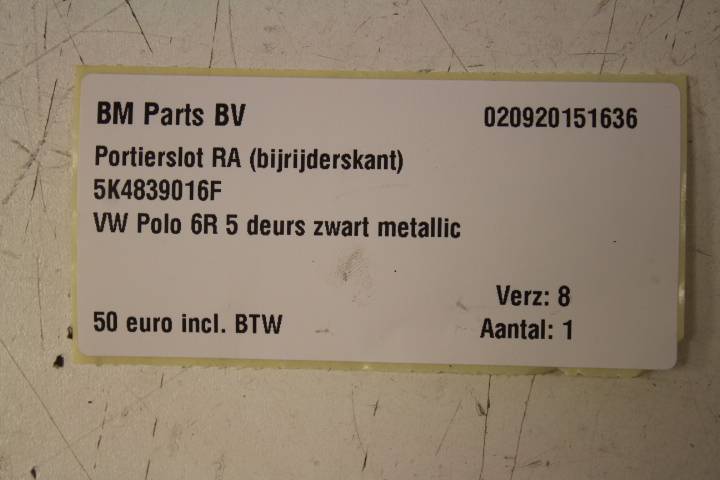 BM Parts BV 020920151636
Portierslot RA (bijrijderskant)
5K4839016F
VW Polo 6R 5 deurs zwart metallic
Verz: 8
50 euro incl. BTW Aantal: 1